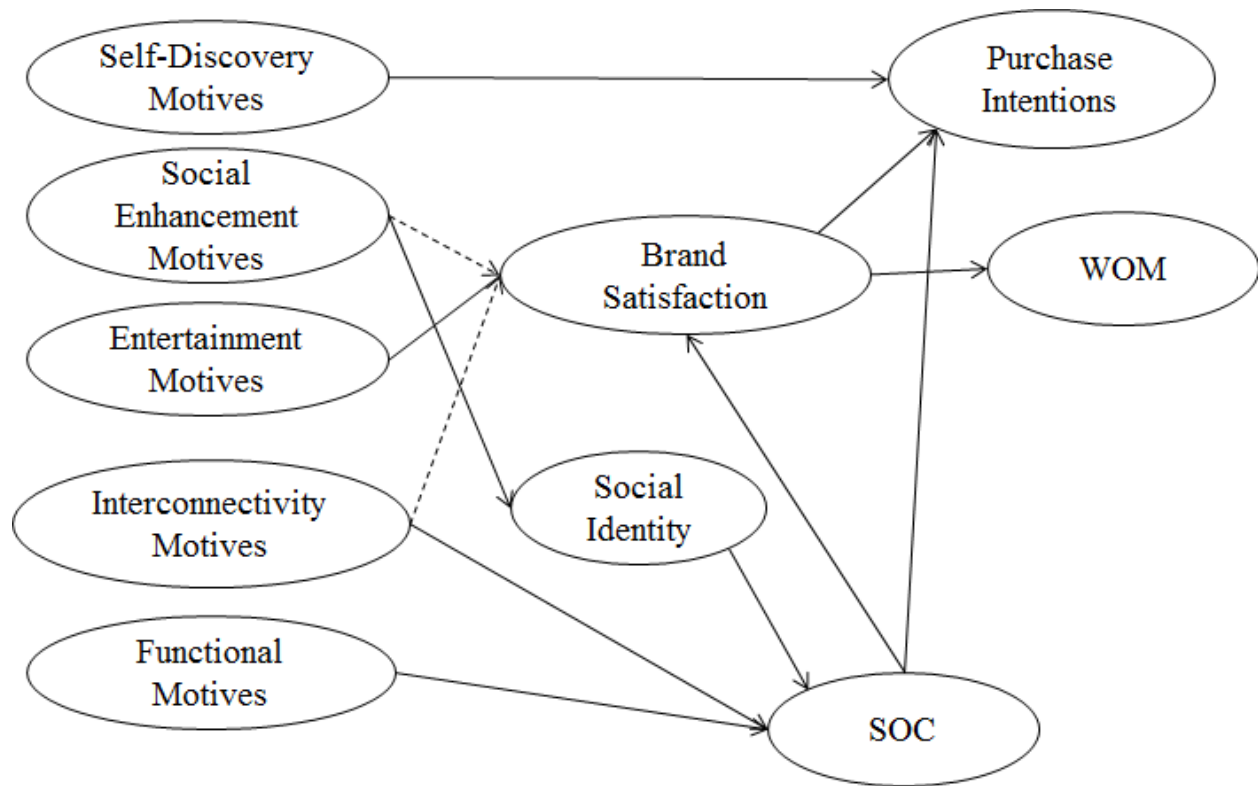 Self-Discovery
Motives
Purchase
Intentions
Social
Enhancement
Motives
Brand
Satisfaction
WOM
Entertainment
Motives
Interconnectivity
Motives
Social
Identity
Functional
Motives
SOC